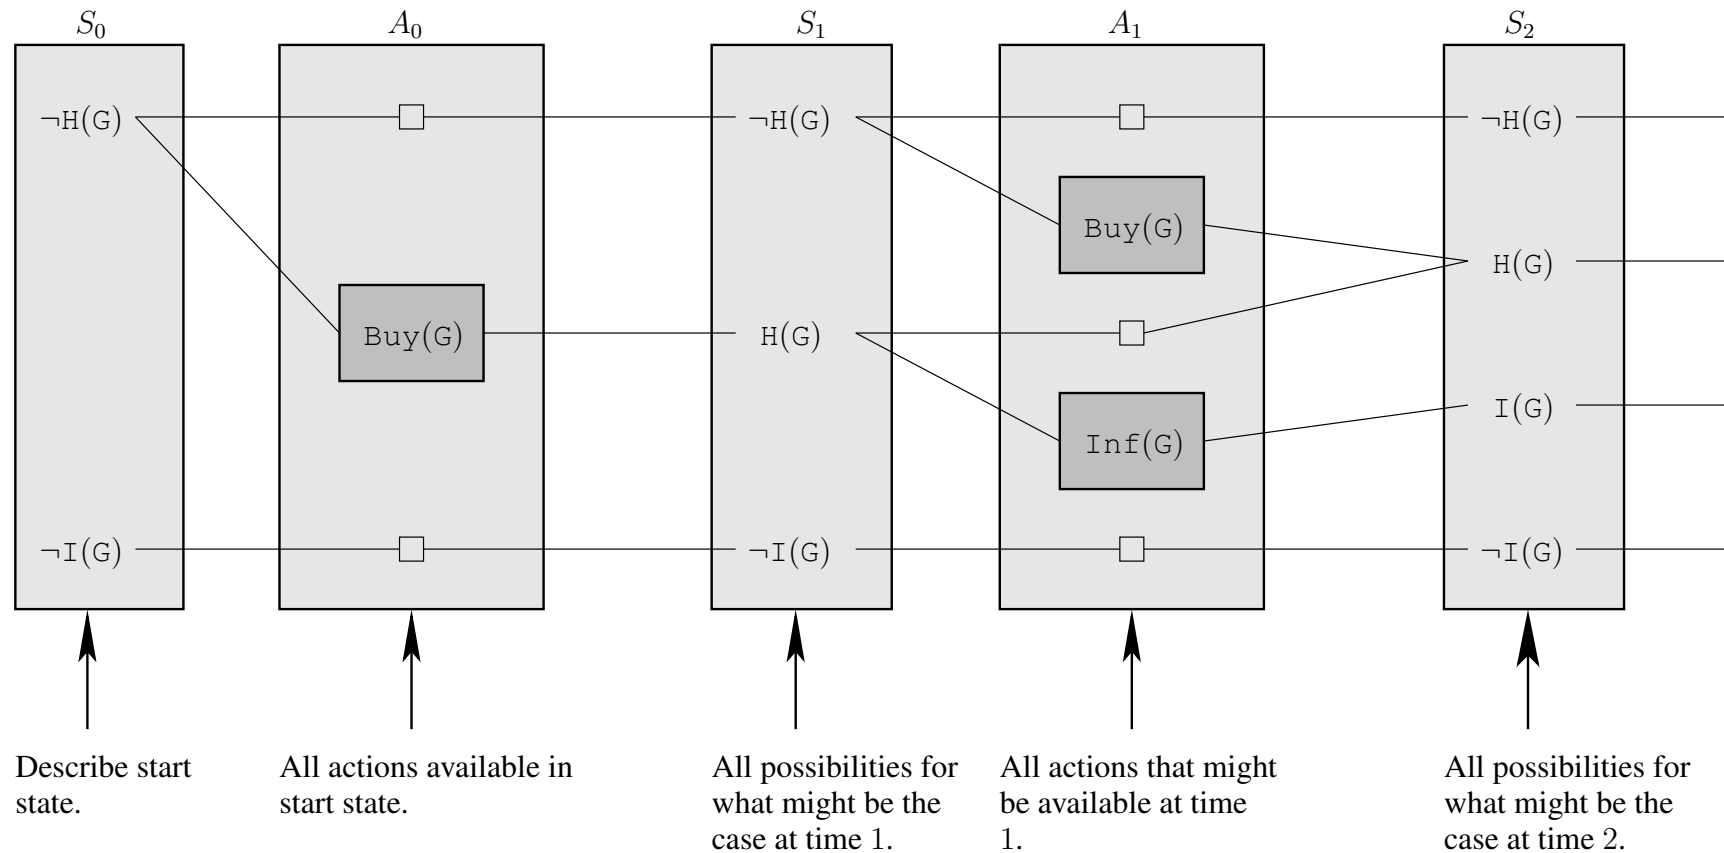 S₀ A₀ S₁ A₁ S₂
¬H(G) ¬H(G) ¬H(G)
Buy(G) H(G)
Buy(G) H(G)
I(G)
Inf(G)
¬I(G) ¬I(G) ¬I(G)
Describe start
state.
All actions available in
start state.
All possibilities for
what might be the
case at time 1.
All actions that might
be available at time
1.
All possibilities for
what might be the
case at time 2.